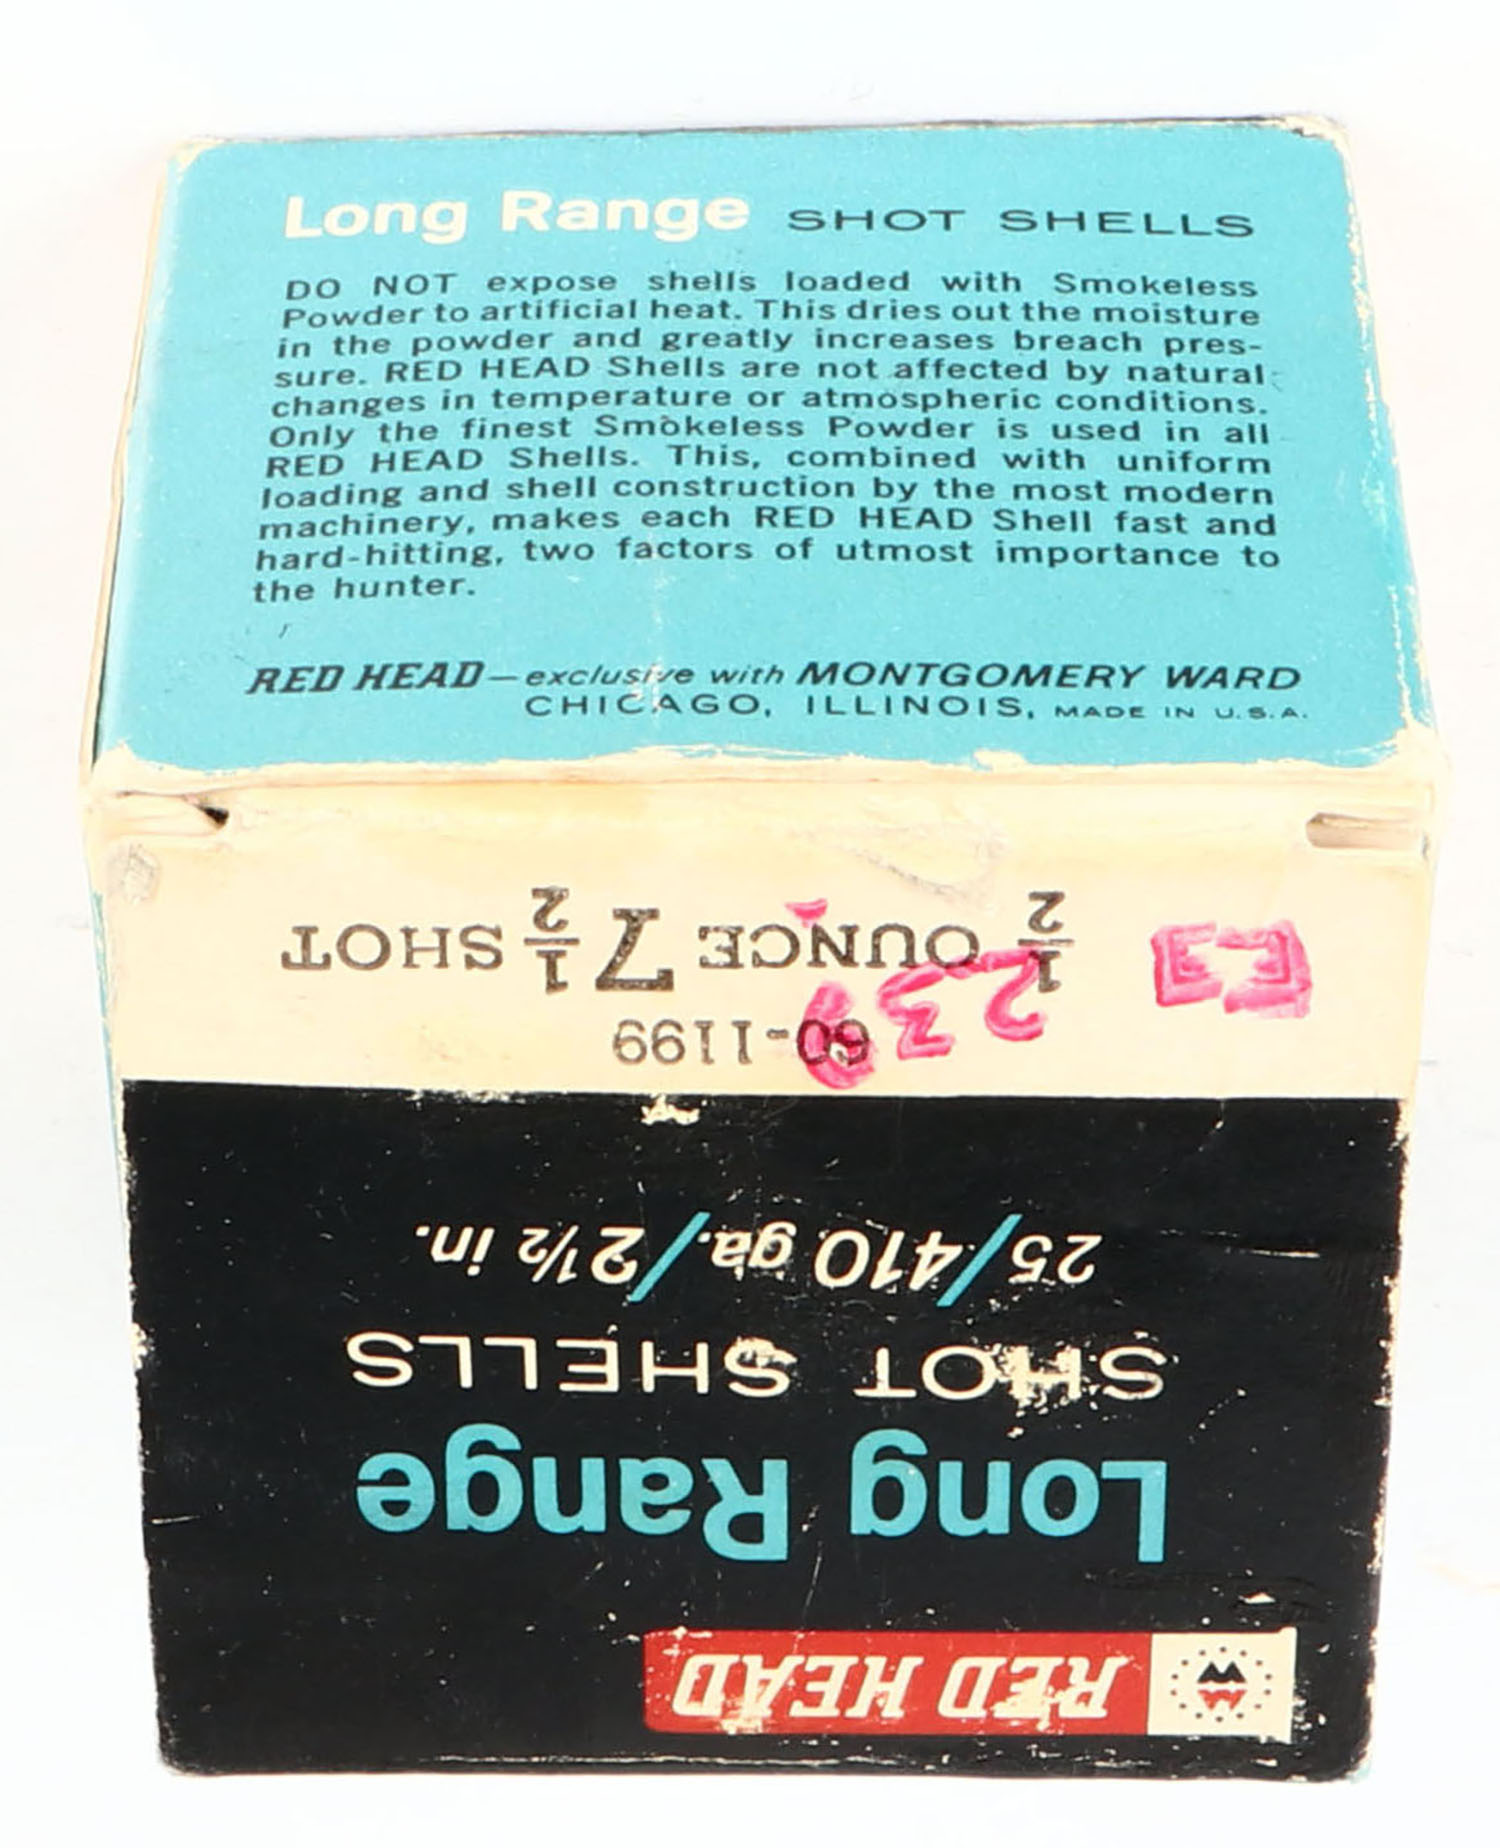 Long Range SHOT SHELLS
DO NOT expose shells loaded with Smokeless
Powder to artificial heat. This dries out the moisture
in the powder and greatly increases breach pres-
sure. RED HEAD Shells are not affected by natural
changes in temperature or atmospheric conditions.
Only the finest Smokeless Powder is used in all
RED HEAD Shells. This, combined with uniform
loading and shell construction by the most modern
machinery, makes each RED HEAD Shell fast and
hard-hitting, two factors of utmost importance to
the hunter.
RED HEAD—exclusive with MONTGOMERY WARD
CHICAGO, ILLINOIS, MADE IN U.S.A.
RED HEAD
Long Range
SHOT SHELLS
25/410 ga./2½ in.
60-1199
½ OUNCE 7½ SHOT
239